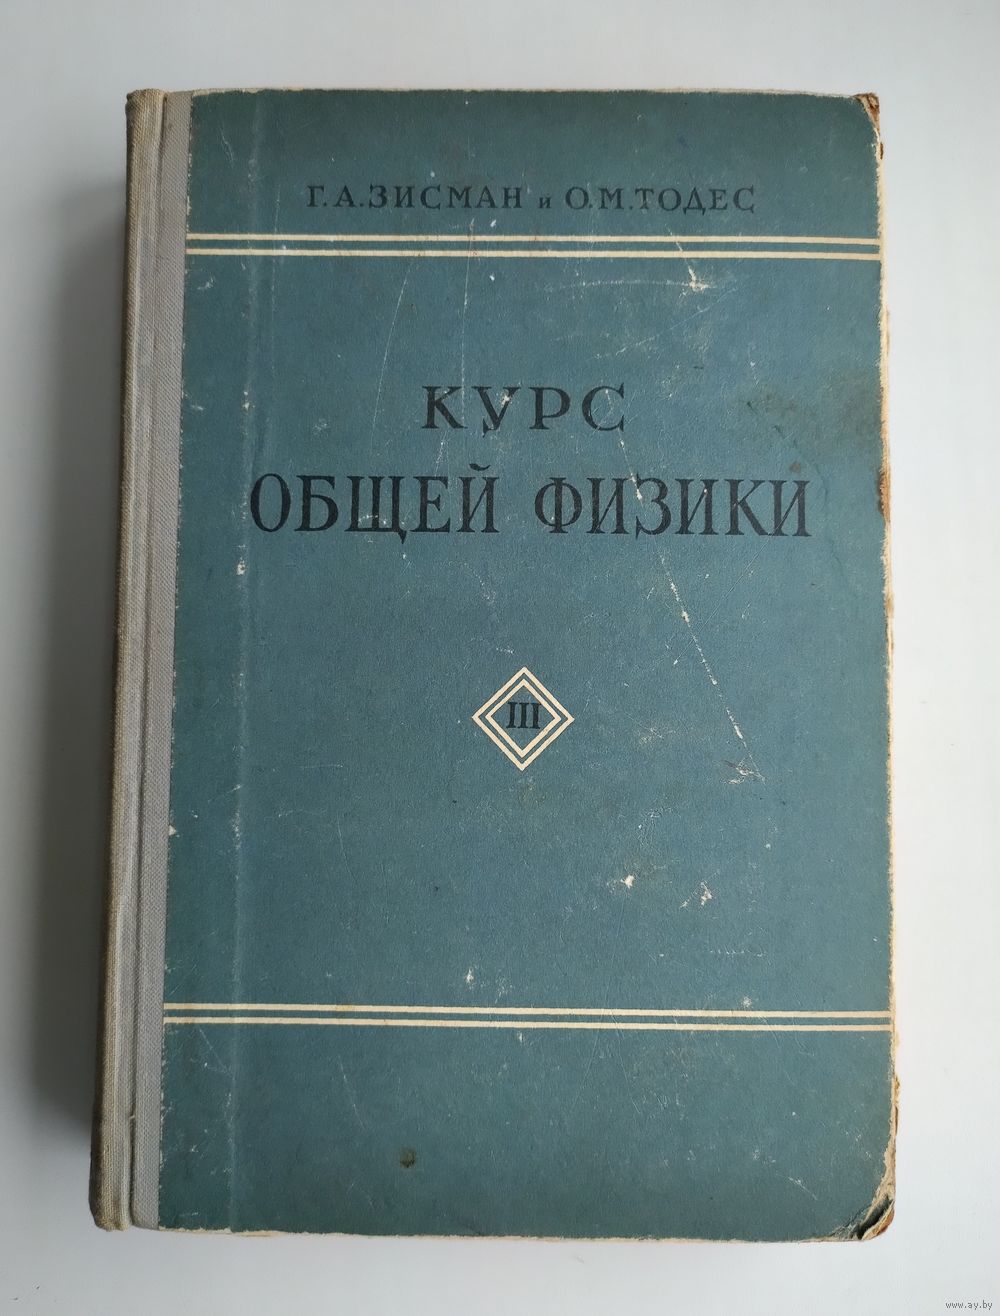 Г. А. ЗИСМАН и О. М. ТОДЕС
КУРС
ОБЩЕЙ ФИЗИКИ
III
www.ay.by